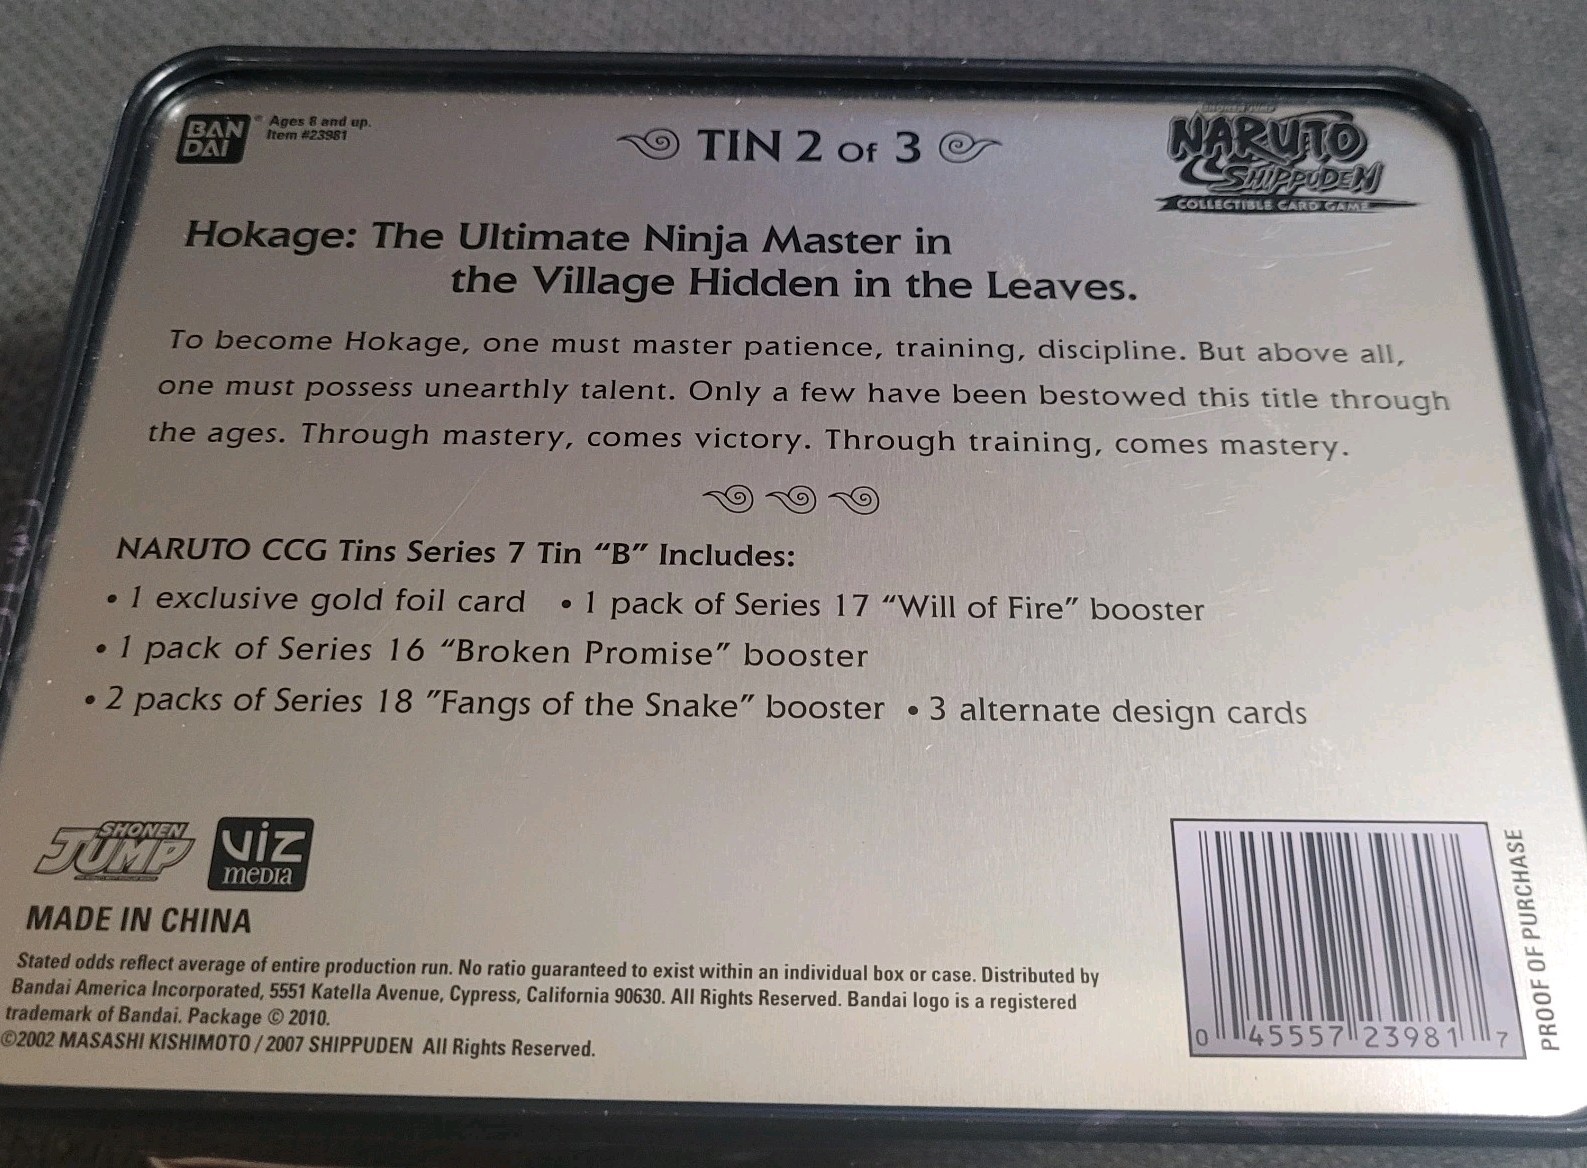 BAN DAI
® Ages 8 and up.
Item #23981
TIN 2 OF 3
SHONEN JUMP
NARUTO
SHIPPUDEN
COLLECTIBLE CARD GAME
Hokage: The Ultimate Ninja Master in
the Village Hidden in the Leaves.
To become Hokage, one must master patience, training, discipline. But above all,
one must possess unearthly talent. Only a few have been bestowed this title through
the ages. Through mastery, comes victory. Through training, comes mastery.
NARUTO CCG Tins Series 7 Tin “B” Includes:
• 1 exclusive gold foil card • 1 pack of Series 17 “Will of Fire” booster
• 1 pack of Series 16 “Broken Promise” booster
• 2 packs of Series 18 ”Fangs of the Snake” booster • 3 alternate design cards
SHONEN
JUMP
VIZ
media
MADE IN CHINA
Stated odds reflect average of entire production run. No ratio guaranteed to exist within an individual box or case. Distributed by
Bandai America Incorporated, 5551 Katella Avenue, Cypress, California 90630. All Rights Reserved. Bandai logo is a registered
trademark of Bandai. Package © 2010.
©2002 MASASHI KISHIMOTO / 2007 SHIPPUDEN All Rights Reserved.
0 45557 23981 7
PROOF OF PURCHASE